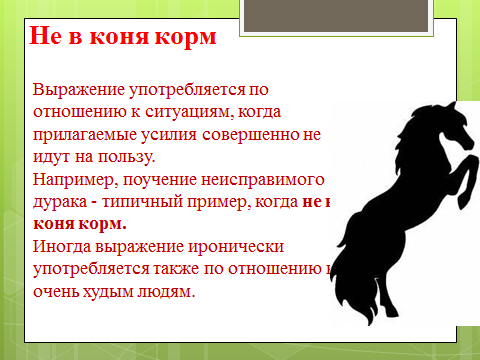 Не в коня корм
Выражение употребляется по
отношению к ситуациям, когда
прилагаемые усилия совершенно не
идут на пользу.
Например, поучение неисправимого
дурака - типичный пример, когда не в
коня корм.
Иногда выражение иронически
употребляется также по отношению к
очень худым людям.